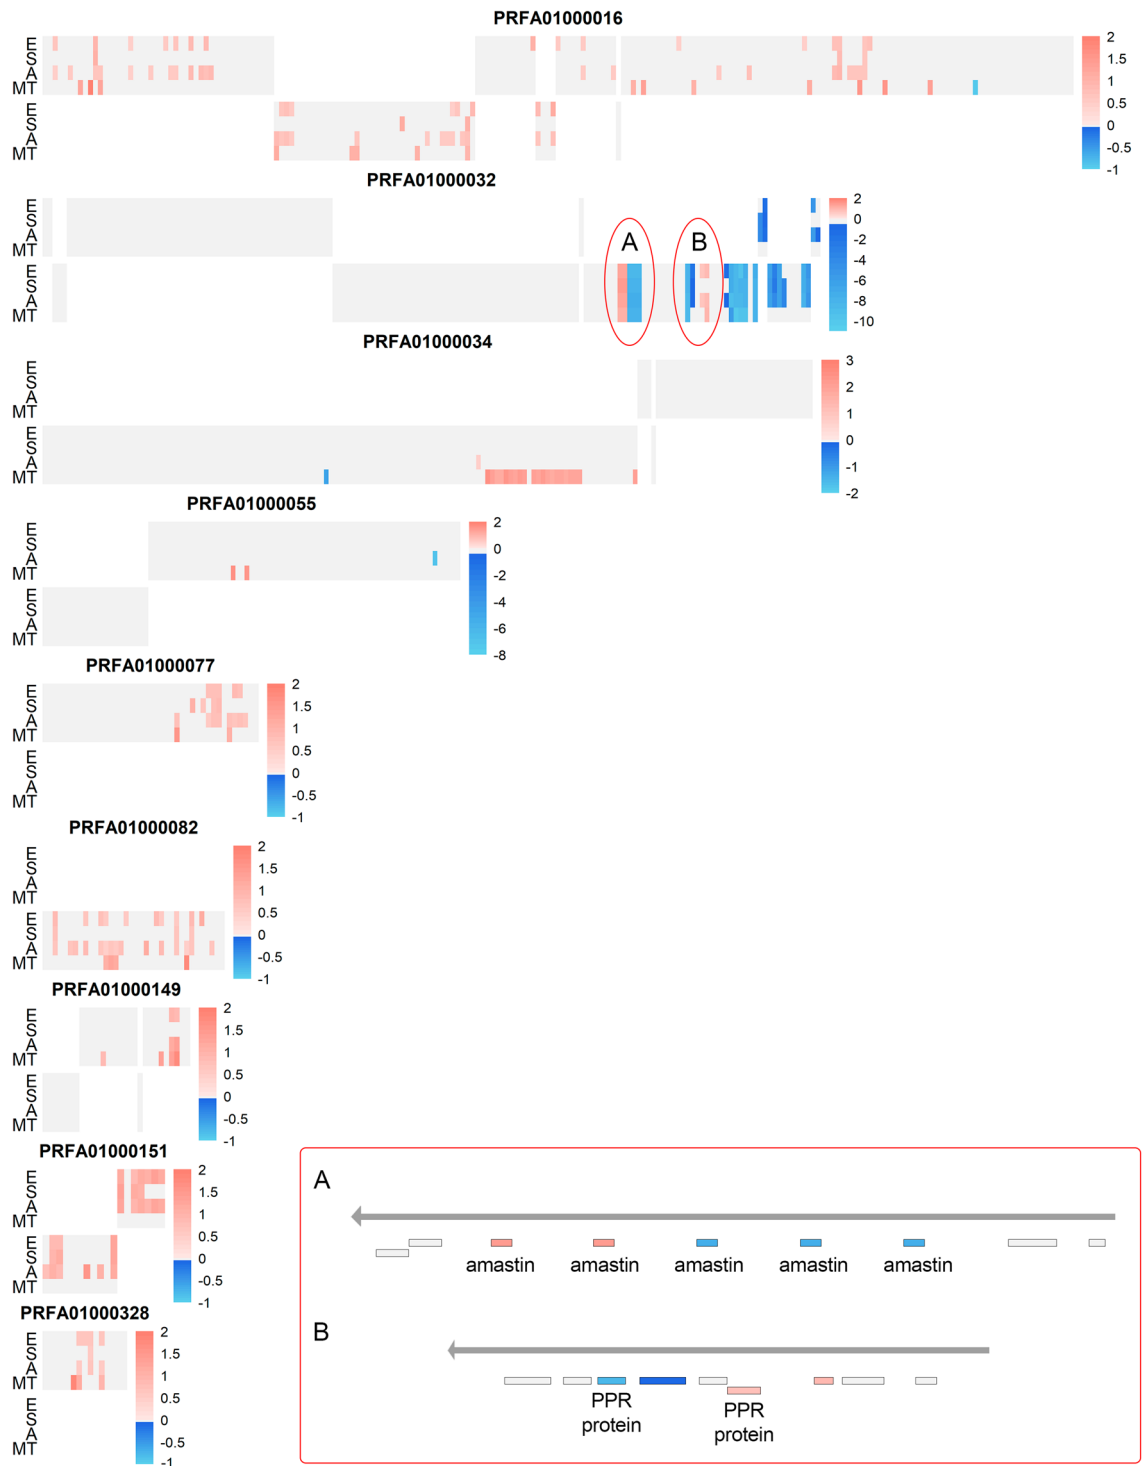 PRFA01000016
E
S
A
MT
E
S
A
MT
2
1.5
1
0.5
0
-0.5
-1
PRFA01000032
E
S
A
MT
E
S
A
MT
A
B
2
0
-2
-4
-6
-8
-10
PRFA01000034
E
S
A
MT
E
S
A
MT
3
2
1
0
-1
-2
PRFA01000055
E
S
A
MT
E
S
A
MT
2
0
-2
-4
-6
-8
PRFA01000077
E
S
A
MT
E
S
A
MT
2
1.5
1
0.5
0
-0.5
-1
PRFA01000082
E
S
A
MT
E
S
A
MT
2
1.5
1
0.5
0
-0.5
-1
PRFA01000149
E
S
A
MT
E
S
A
MT
2
1.5
1
0.5
0
-0.5
-1
PRFA01000151
E
S
A
MT
E
S
A
MT
2
1.5
1
0.5
0
-0.5
-1
PRFA01000328
E
S
A
MT
E
S
A
MT
2
1.5
1
0.5
0
-0.5
-1
A
amastin amastin amastin amastin amastin
B
PPR
protein
PPR
protein